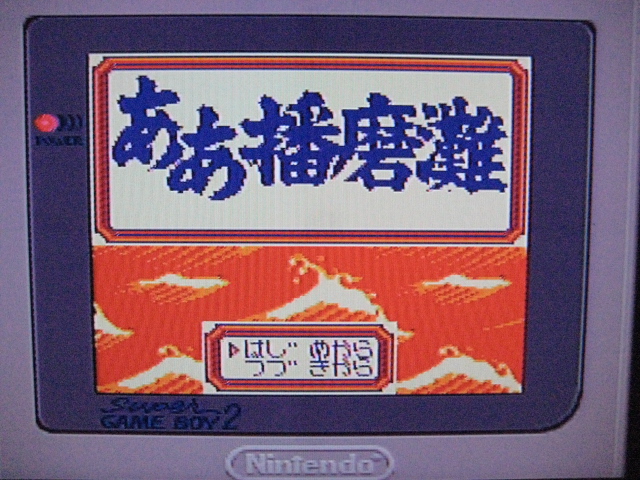 POWER
ああ播磨灘
▶はじめから
つづきから
Super
GAME BOY 2
Nintendo